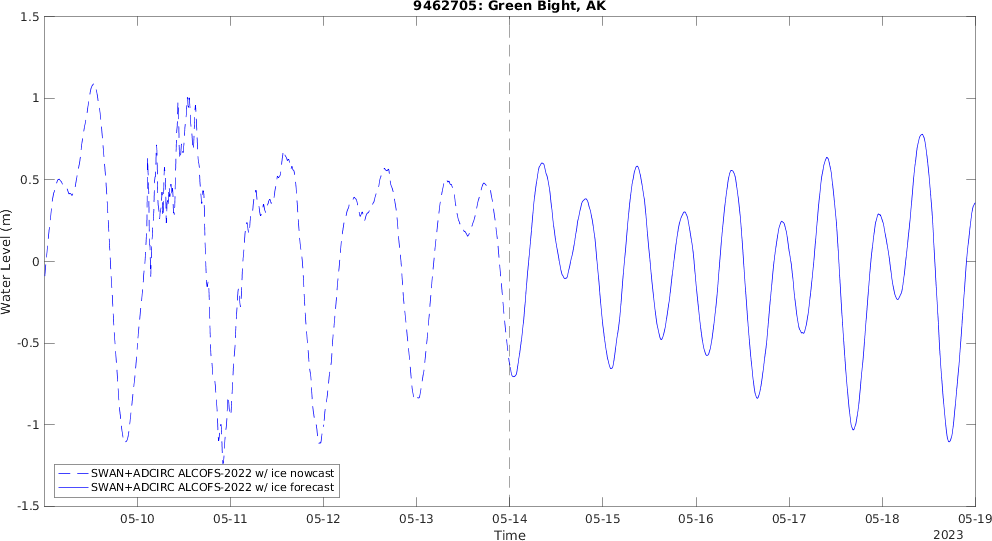 9462705: Green Bight, AK
Water Level (m)
1.5
1
0.5
0
-0.5
-1
-1.5
SWAN+ADCIRC ALCOFS-2022 w/ ice nowcast
SWAN+ADCIRC ALCOFS-2022 w/ ice forecast
05-10 05-11 05-12 05-13 05-14 05-15 05-16 05-17 05-18 05-19
Time
2023